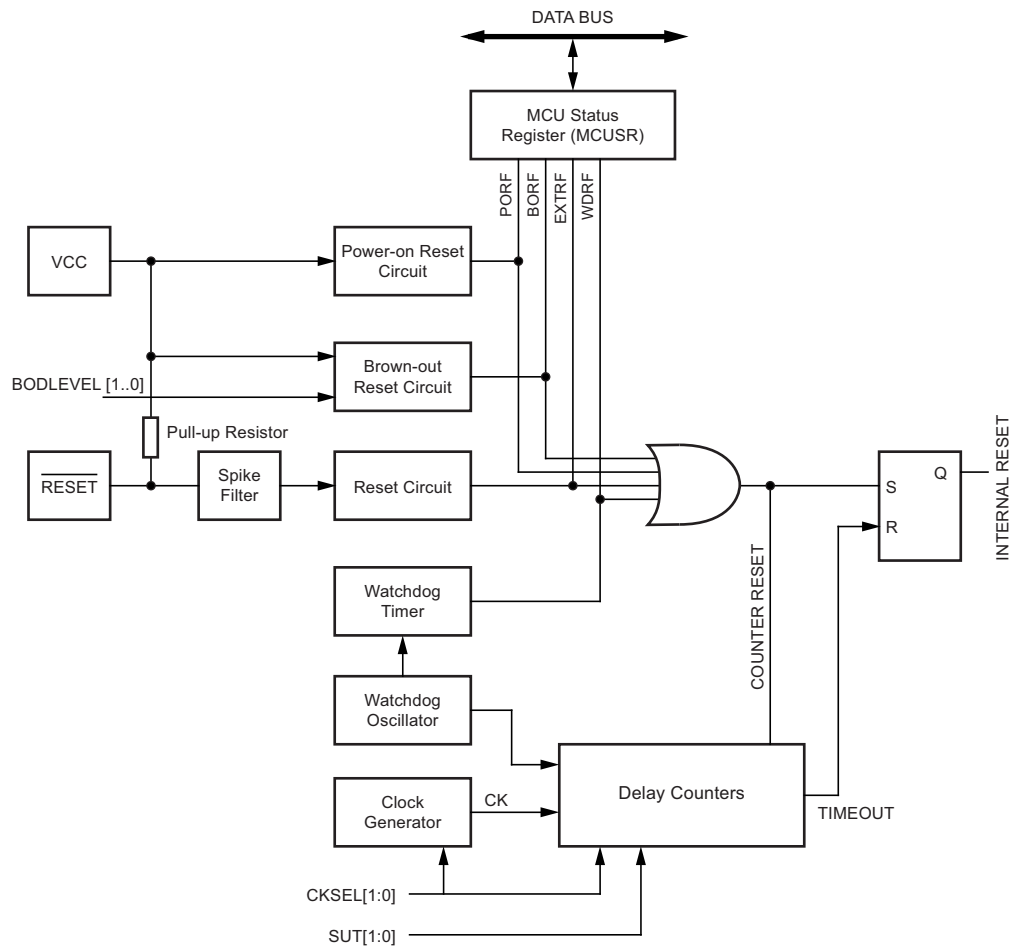 DATA BUS
MCU Status
Register (MCUSR)
PORF
BORF
EXTRF
WDRF
VCC
Power-on Reset
Circuit
BODLEVEL [1..0]
Brown-out
Reset Circuit
Pull-up Resistor
RESET
Spike
Filter
Reset Circuit
S
Q
R
INTERNAL RESET
Watchdog
Timer
COUNTER RESET
Watchdog
Oscillator
Clock
Generator
CK
Delay Counters
TIMEOUT
CKSEL[1:0]
SUT[1:0]